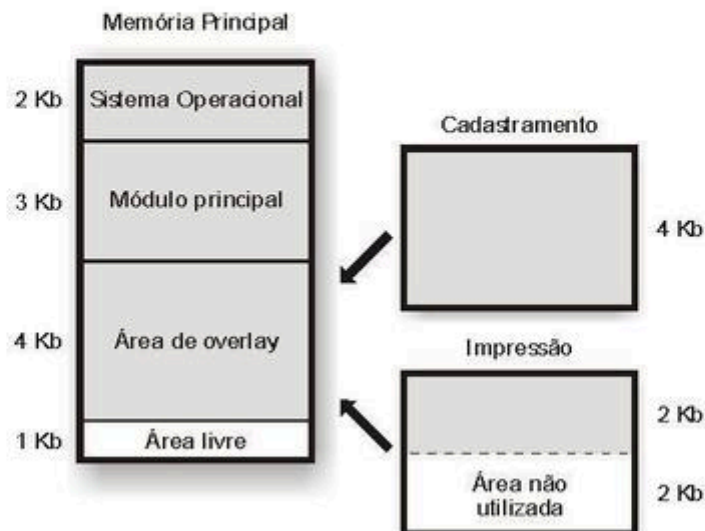 Memória Principal
2 Kb
Sistema Operacional
3 Kb
Módulo principal
4 Kb
Área de overlay
1 Kb
Área livre
Cadastramento
4 Kb
Impressão
2 Kb
Área não
utilizada
2 Kb